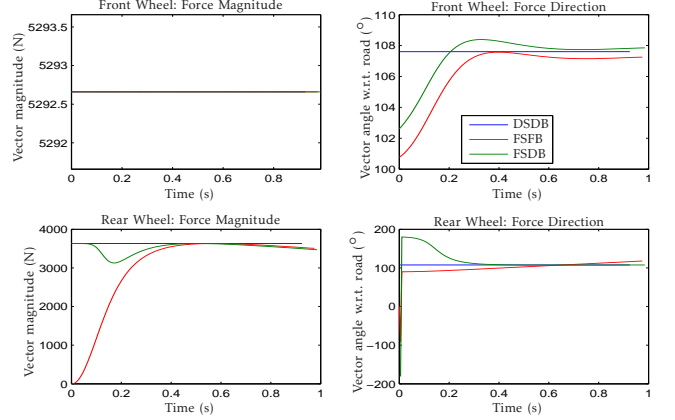 Front Wheel: Force Magnitude
Vector magnitude (N)
5293.5
5293
5292.5
5292
0 0.2 0.4 0.6 0.8
Time (s)
Front Wheel: Force Direction
Vector angle w.r.t. road (°)
108
106
104
102
100
DSDB
FSFB
FSDB
0 0.2 0.4 0.6 0.8 1
Time (s)
Rear Wheel: Force Magnitude
Vector magnitude (N)
4000
3000
2000
1000
0
0 0.2 0.4 0.6 0.8 1
Time (s)
Rear Wheel: Force Direction
Vector angle w.r.t. road (°)
200
100
0
−100
−200
0 0.2 0.4 0.6 0.8 1
Time (s)